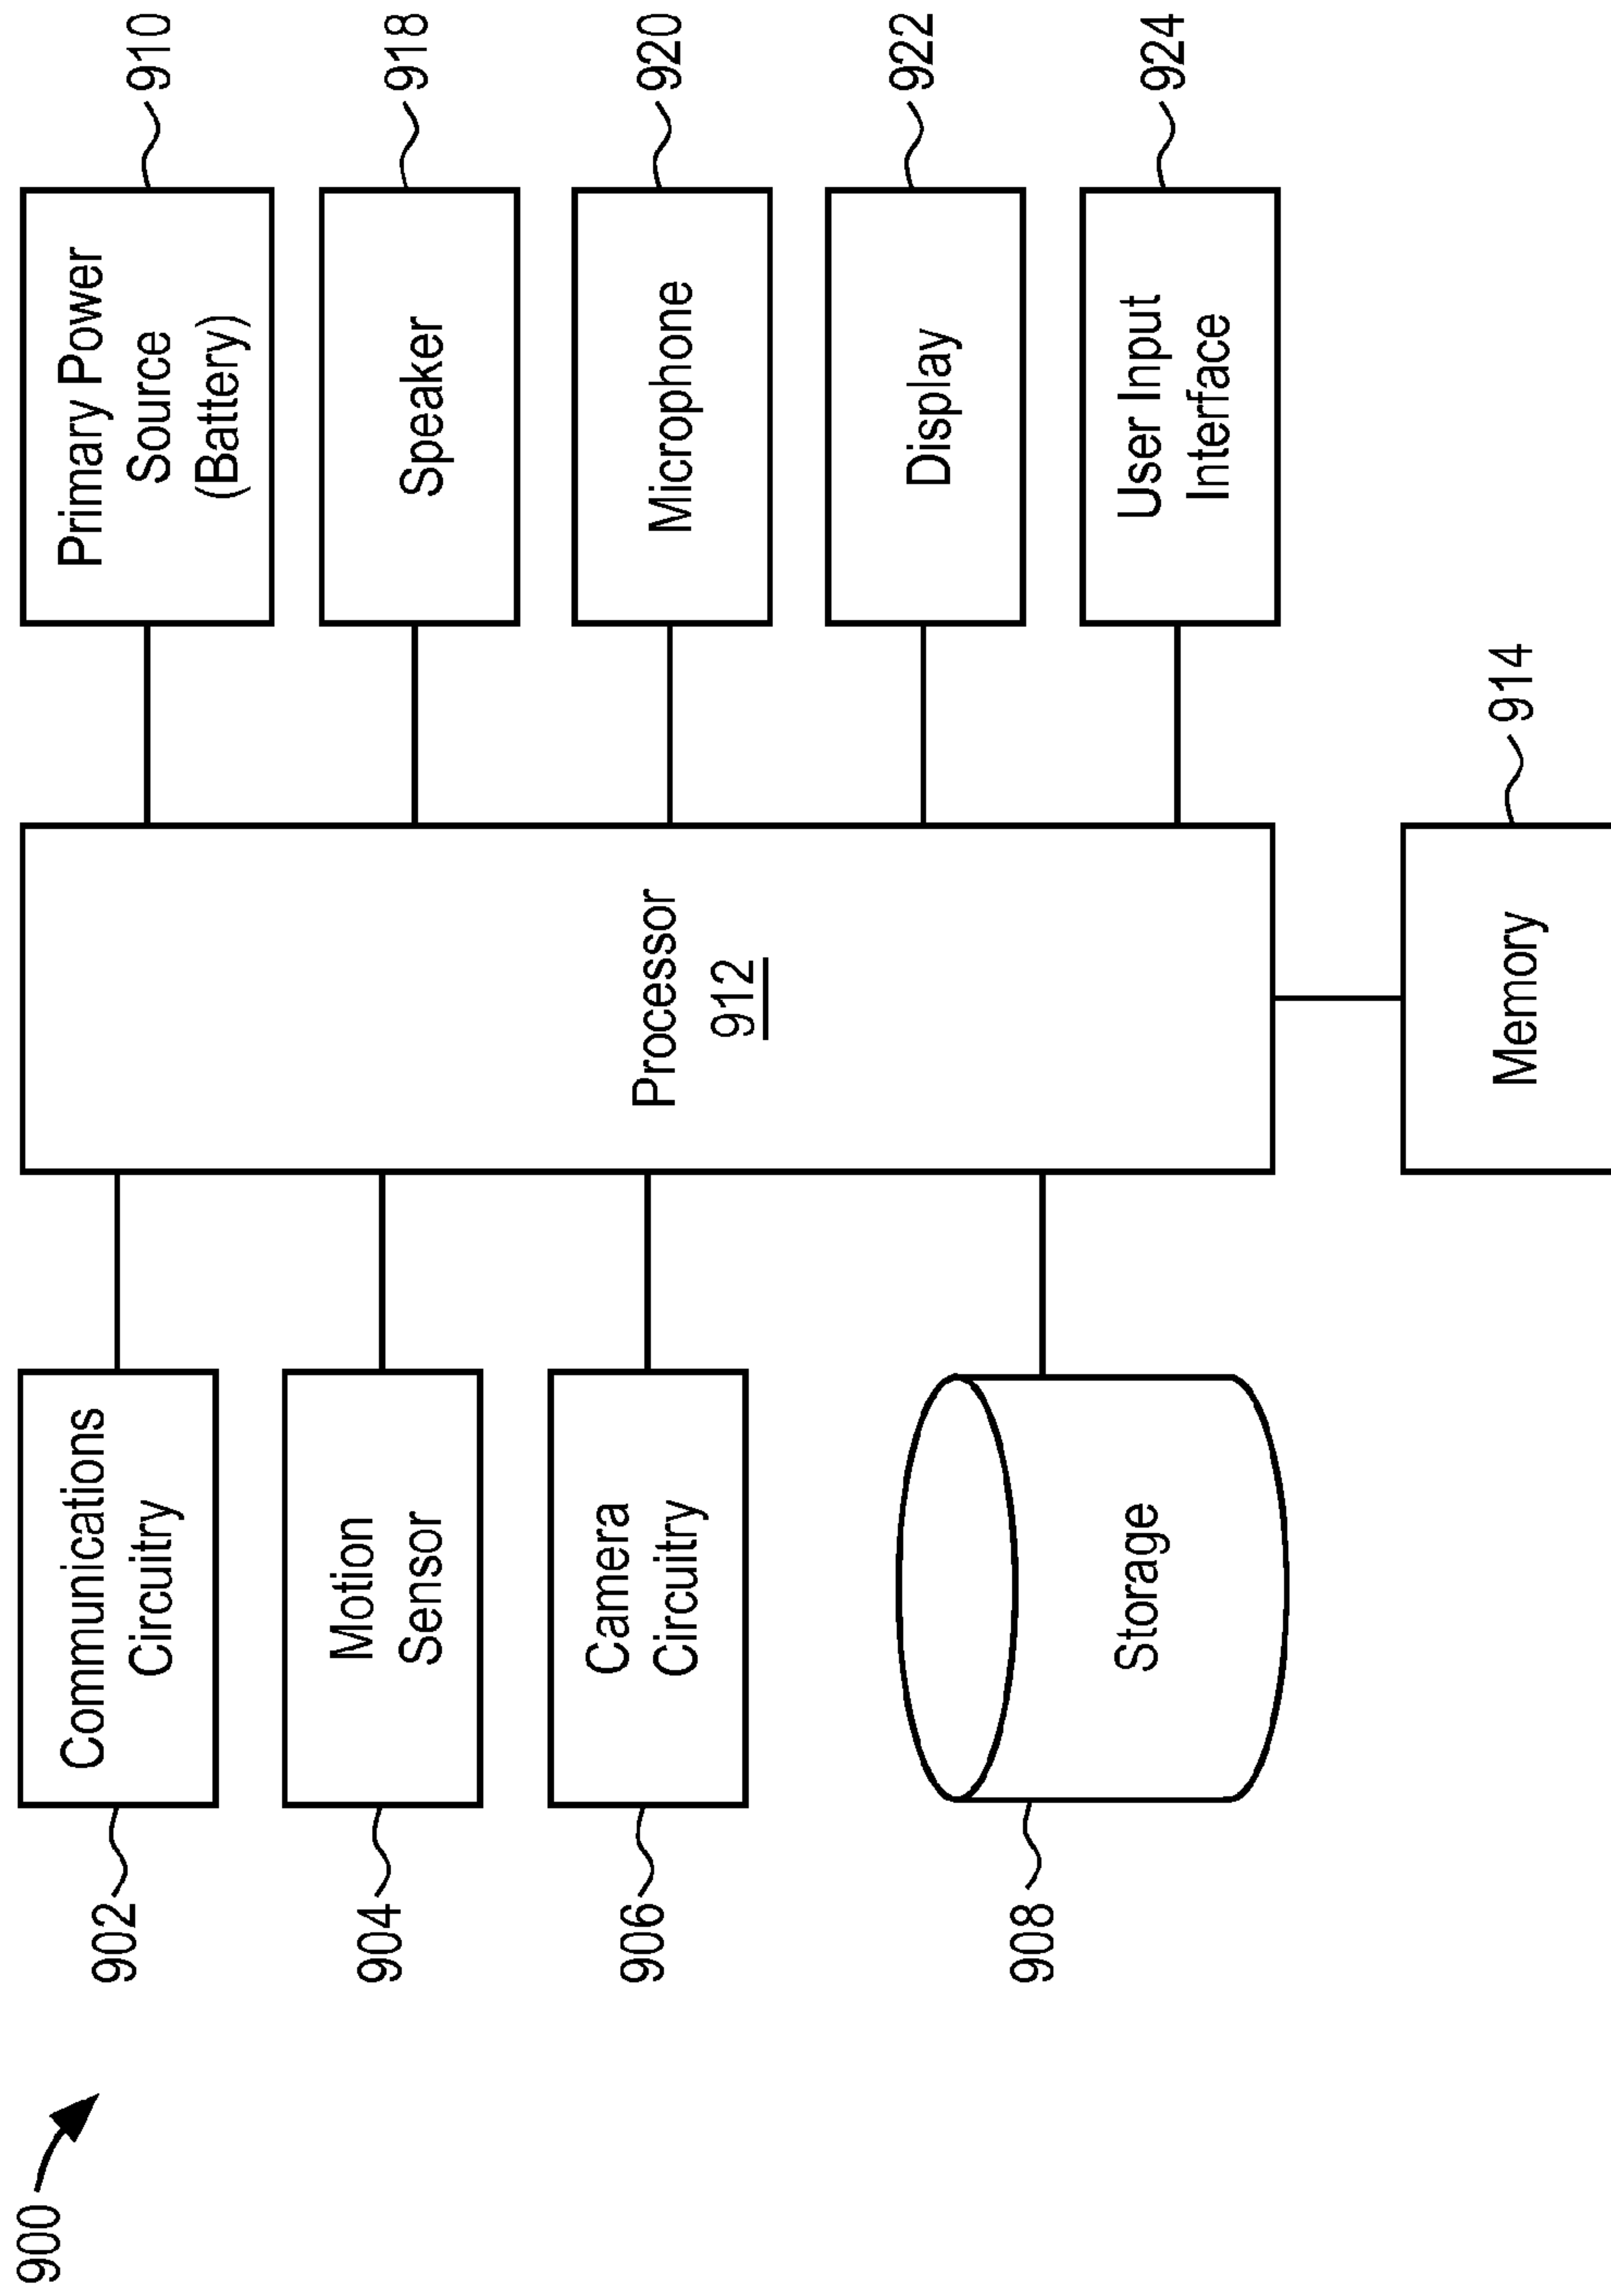 900
902
Communications
Circuitry
904
Motion
Sensor
906
Camera
Circuitry
908
Storage
Processor
912
Primary Power
Source
(Battery)
910
Speaker
918
Microphone
920
Display
922
User Input
Interface
924
Memory
914